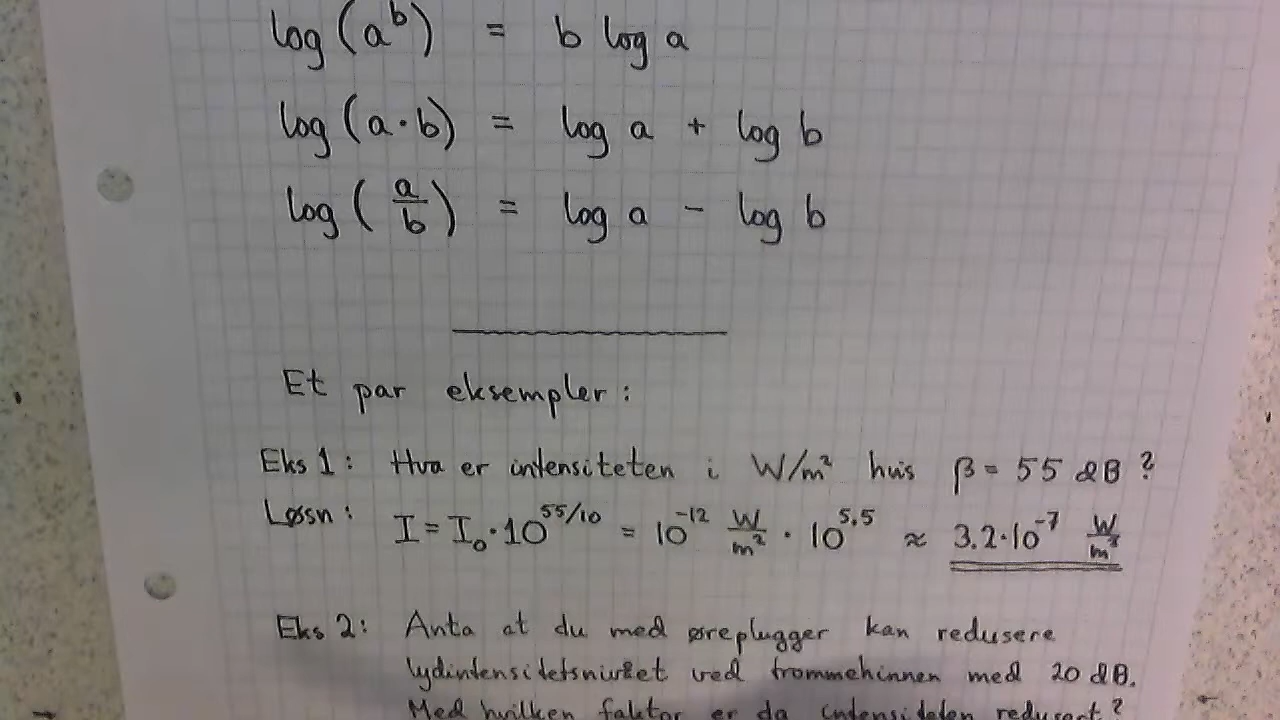 log (a^b) = b log a
log (a · b) = log a + log b
log (a/b) = log a - log b
Et par eksempler:
Eks 1: Hva er intensiteten i W/m² hvis β = 55 dB?
Løsn: I = I₀ · 10^(55/10) = 10^(-12) W/m² · 10^(5.5) ≈ 3.2 · 10^(-7) W/m²
Eks 2: Anta at du med øreplugger kan redusere
lydintensitetsnivået ved trommehinnen med 20 dB.
Med hvilken faktor er da intensiteten redusert?